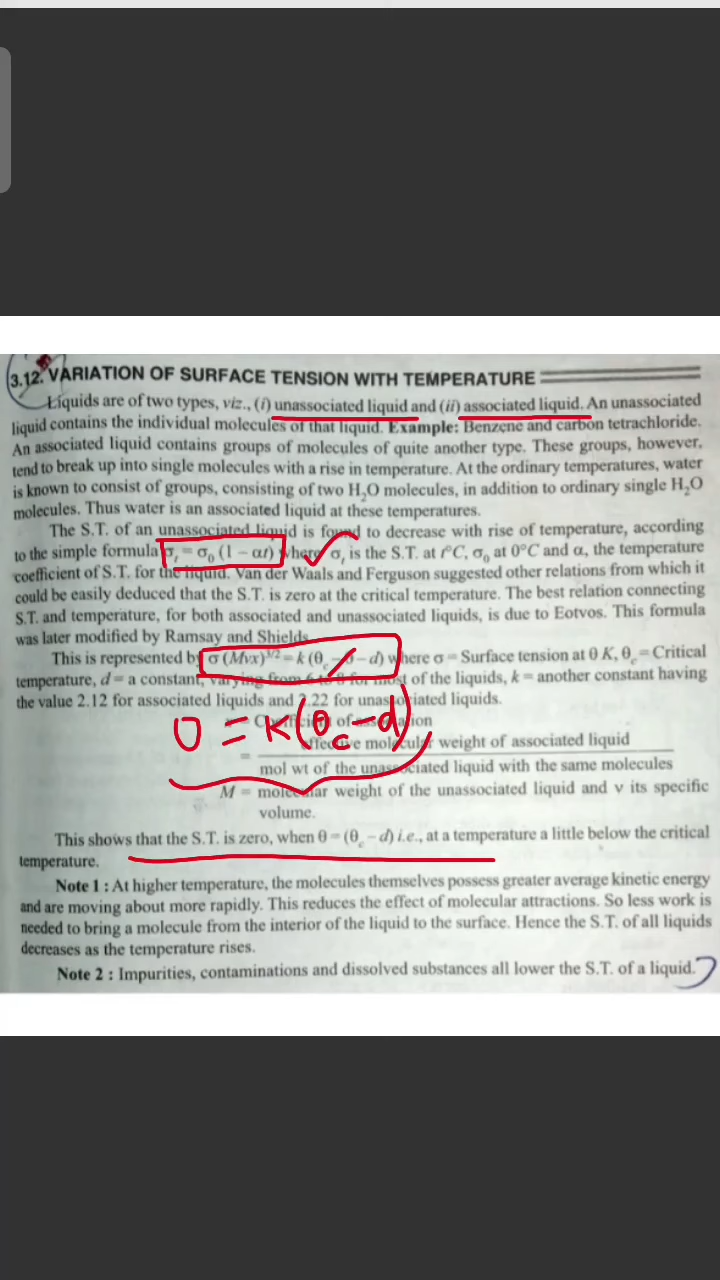 3.12. VARIATION OF SURFACE TENSION WITH TEMPERATURE
Liquids are of two types, viz., (i) unassociated liquid and (ii) associated liquid. An unassociated
liquid contains the individual molecules of that liquid. Example: Benzene and carbon tetrachloride.
An associated liquid contains groups of molecules of quite another type. These groups, however,
tend to break up into single molecules with a rise in temperature. At the ordinary temperatures, water
is known to consist of groups, consisting of two H₂O molecules, in addition to ordinary single H₂O
molecules. Thus water is an associated liquid at these temperatures.
The S.T. of an unassociated liquid is found to decrease with rise of temperature, according
to the simple formula σₜ = σ₀ (1 – αt) where σₜ is the S.T. at t°C, σ₀ at 0°C and α, the temperature
coefficient of S.T. for the liquid. Van der Waals and Ferguson suggested other relations from which it
could be easily deduced that the S.T. is zero at the critical temperature. The best relation connecting
S.T. and temperature, for both associated and unassociated liquids, is due to Eotvos. This formula
was later modified by Ramsay and Shields.
This is represented by σ (Mvx)^3/2 = k (θc – θ – d) where σ = Surface tension at θ K, θc = Critical
temperature, d = a constant, varying from 6 to 8 for most of the liquids, k = another constant having
the value 2.12 for associated liquids and 2.22 for unassociated liquids.
= Coefficient of association
0 = K(θc – d)
= effective molecular weight of associated liquid
mol wt of the unassociated liquid with the same molecules
M = molecular weight of the unassociated liquid and v its specific
volume.
This shows that the S.T. is zero, when θ = (θc – d) i.e., at a temperature a little below the critical
temperature.
Note 1 : At higher temperature, the molecules themselves possess greater average kinetic energy
and are moving about more rapidly. This reduces the effect of molecular attractions. So less work is
needed to bring a molecule from the interior of the liquid to the surface. Hence the S.T. of all liquids
decreases as the temperature rises.
Note 2 : Impurities, contaminations and dissolved substances all lower the S.T. of a liquid.